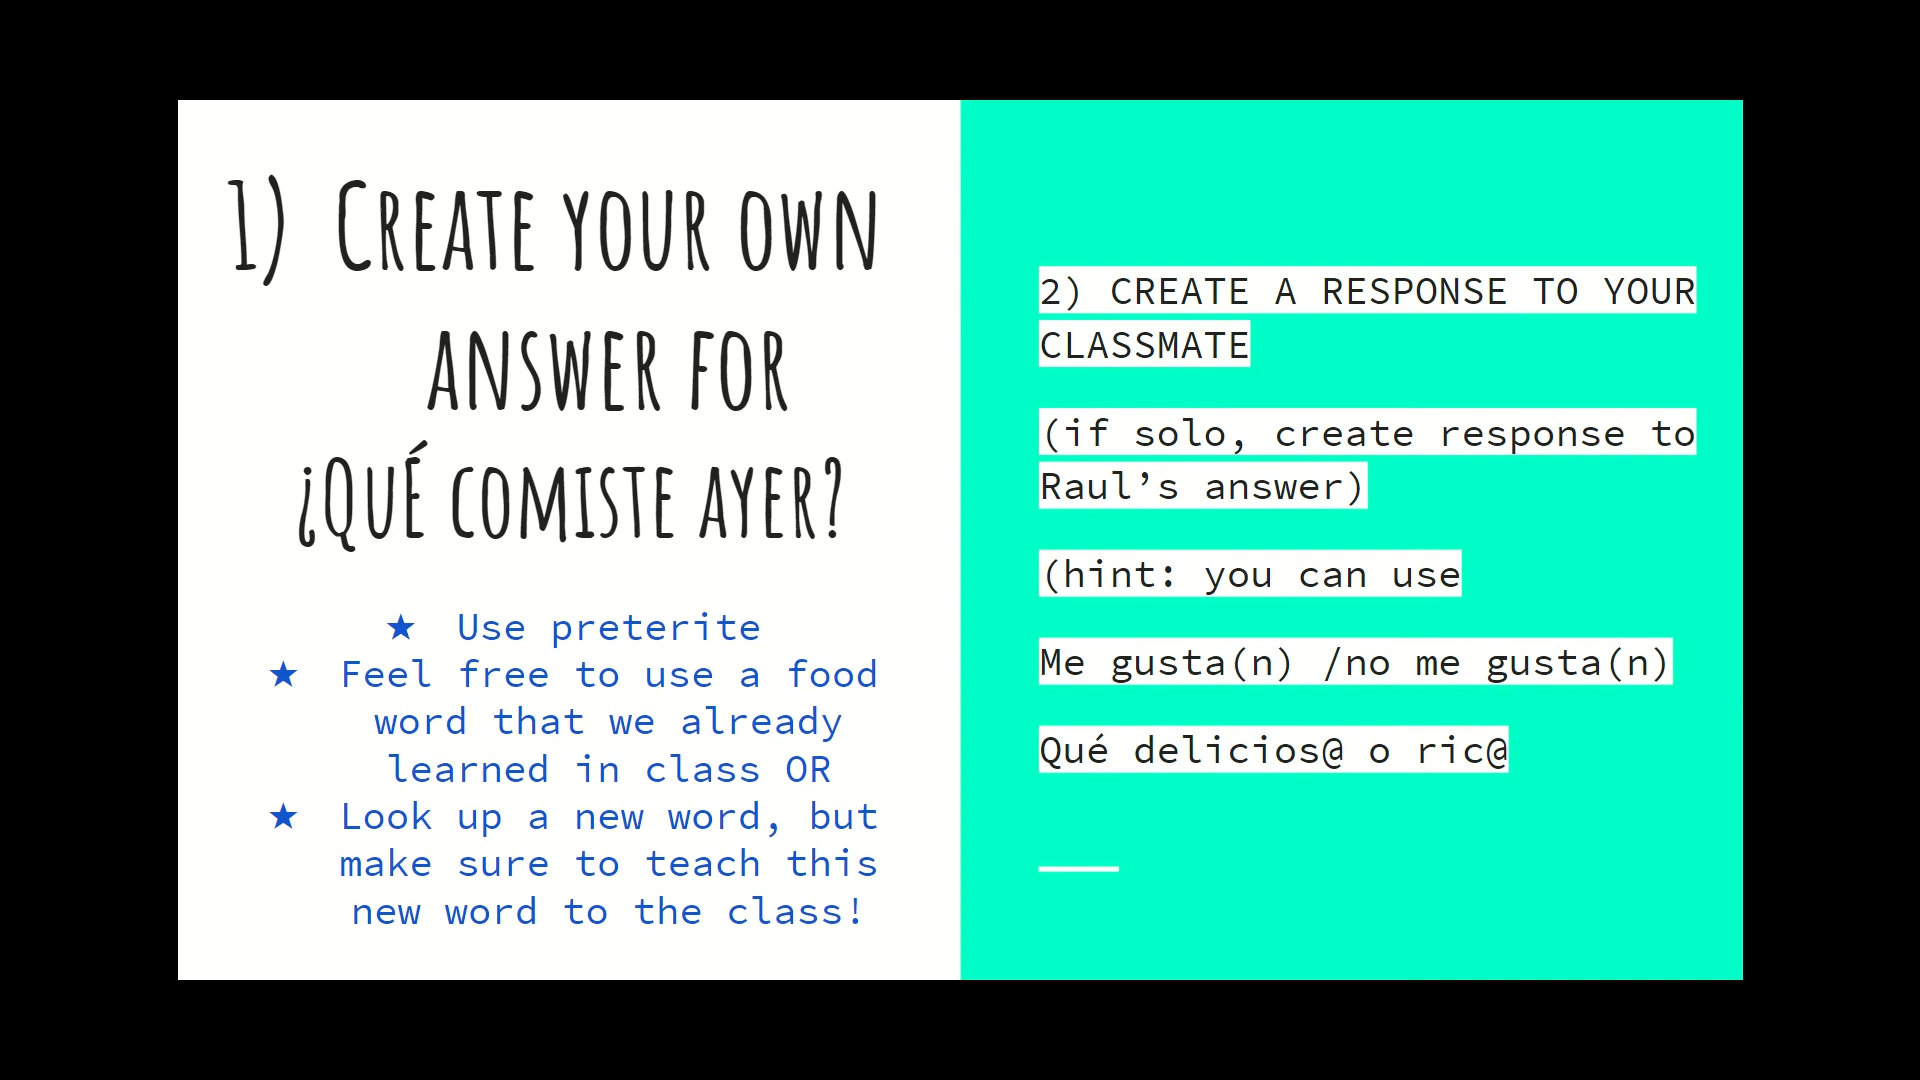 1) Create your own
answer for
¿Qué comiste ayer?
★ Use preterite
★ Feel free to use a food
word that we already
learned in class OR
★ Look up a new word, but
make sure to teach this
new word to the class!
2) CREATE A RESPONSE TO YOUR
CLASSMATE
(if solo, create response to
Raul’s answer)
(hint: you can use
Me gusta(n) /no me gusta(n)
Qué delicios@ o ric@